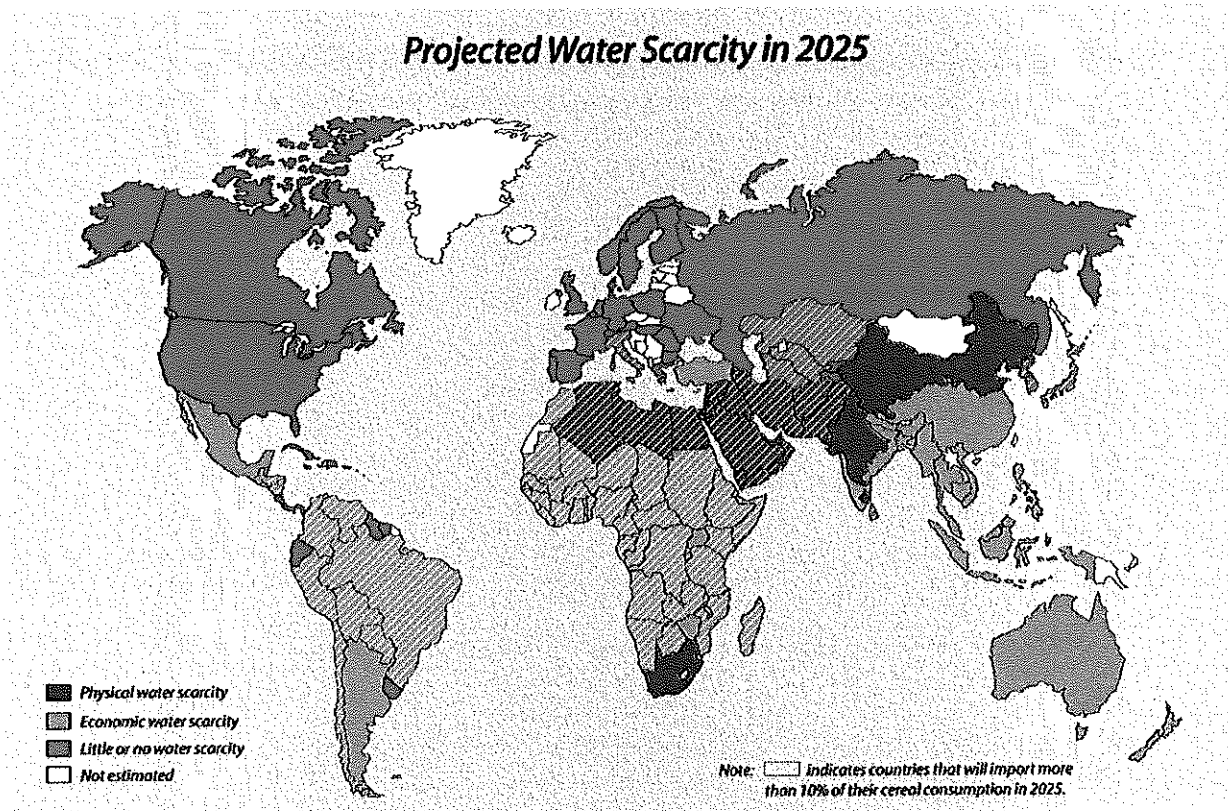 Projected Water Scarcity in 2025
Physical water scarcity
Economic water scarcity
Little or no water scarcity
Not estimated
Note: indicates countries that will import more
than 10% of their cereal consumption in 2025.